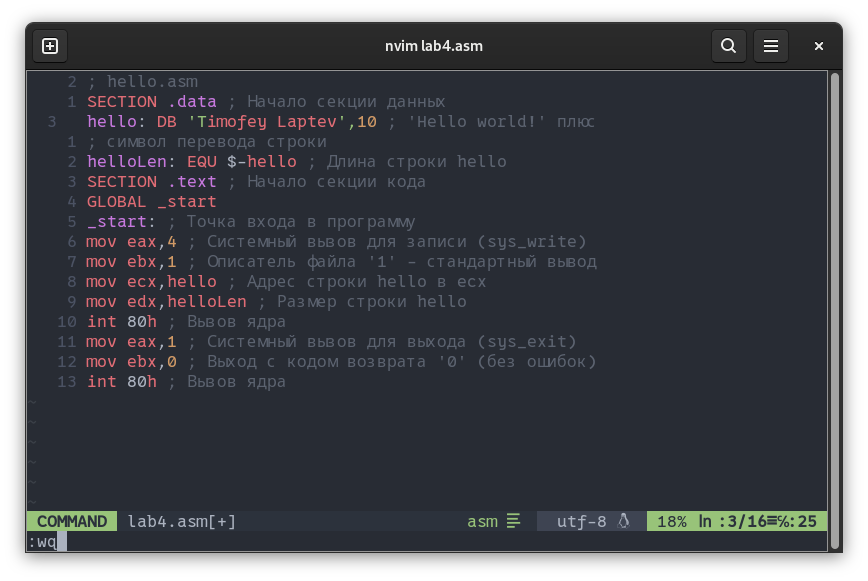 nvim lab4.asm
2 ; hello.asm
1 SECTION .data ; Начало секции данных
3 hello: DB 'Timofey Laptev',10 ; 'Hello world!' плюс
1 ; символ перевода строки
2 helloLen: EQU $-hello ; Длина строки hello
3 SECTION .text ; Начало секции кода
4 GLOBAL _start
5 _start: ; Точка входа в программу
6 mov eax,4 ; Системный вызов для записи (sys_write)
7 mov ebx,1 ; Описатель файла '1' - стандартный вывод
8 mov ecx,hello ; Адрес строки hello в ecx
9 mov edx,helloLen ; Размер строки hello
10 int 80h ; Вызов ядра
11 mov eax,1 ; Системный вызов для выхода (sys_exit)
12 mov ebx,0 ; Выход с кодом возврата '0' (без ошибок)
13 int 80h ; Вызов ядра
~
~
~
~
~
~
COMMAND lab4.asm[+] asm utf-8 18% ln :3/16≡℅:25
:wq